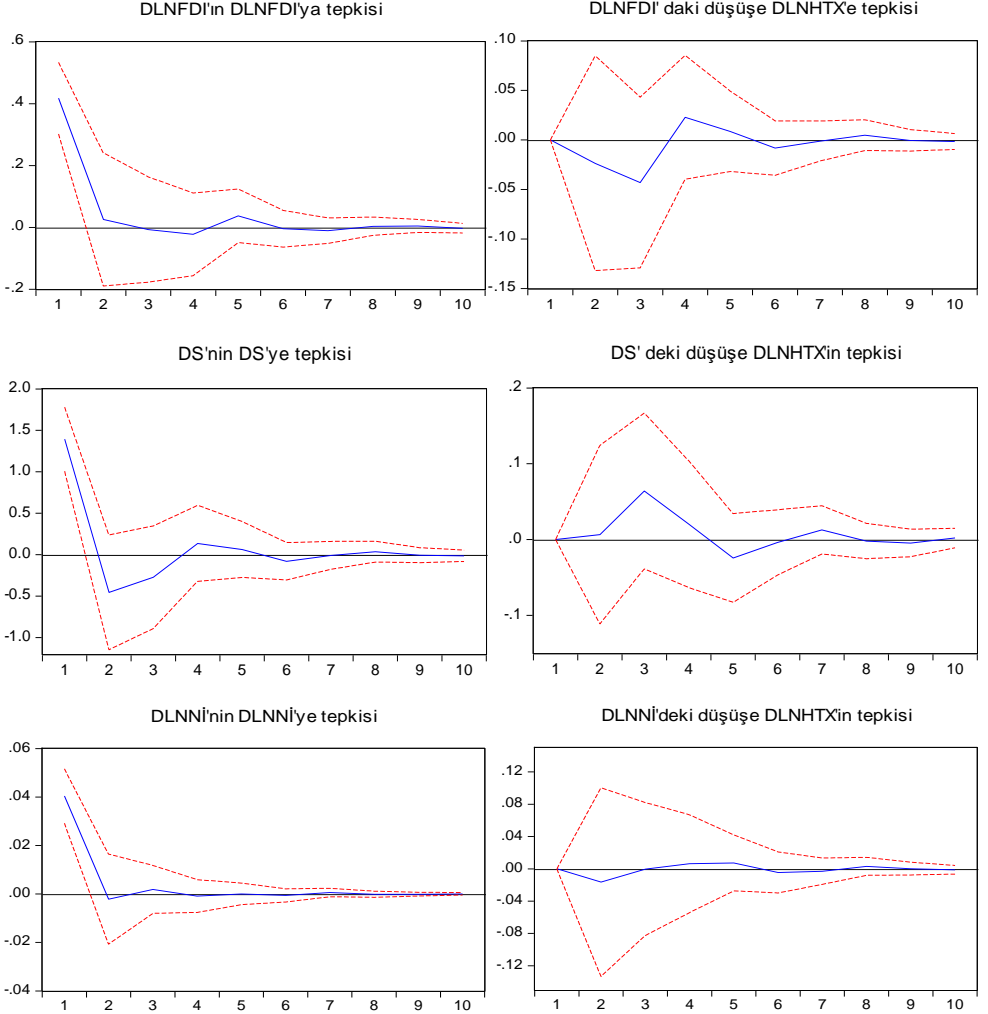 DLNFDI'ın DLNFDI'ya tepkisi
.6
.4
.2
.0
-.2
1 2 3 4 5 6 7 8 9 10
DLNFDI' daki düşüşe DLNHTX'e tepkisi
.10
.05
.00
-.05
-.10
-.15
1 2 3 4 5 6 7 8 9 10
DS'nin DS'ye tepkisi
2.0
1.5
1.0
0.5
0.0
-0.5
-1.0
1 2 3 4 5 6 7 8 9 10
DS' deki düşüşe DLNHTX'in tepkisi
.2
.1
.0
-.1
1 2 3 4 5 6 7 8 9 10
DLNNİ'nin DLNNİ'ye tepkisi
.06
.04
.02
.00
-.02
-.04
1 2 3 4 5 6 7 8 9 10
DLNNİ'deki düşüşe DLNHTX'in tepkisi
.12
.08
.04
.00
-.04
-.08
-.12
1 2 3 4 5 6 7 8 9 10